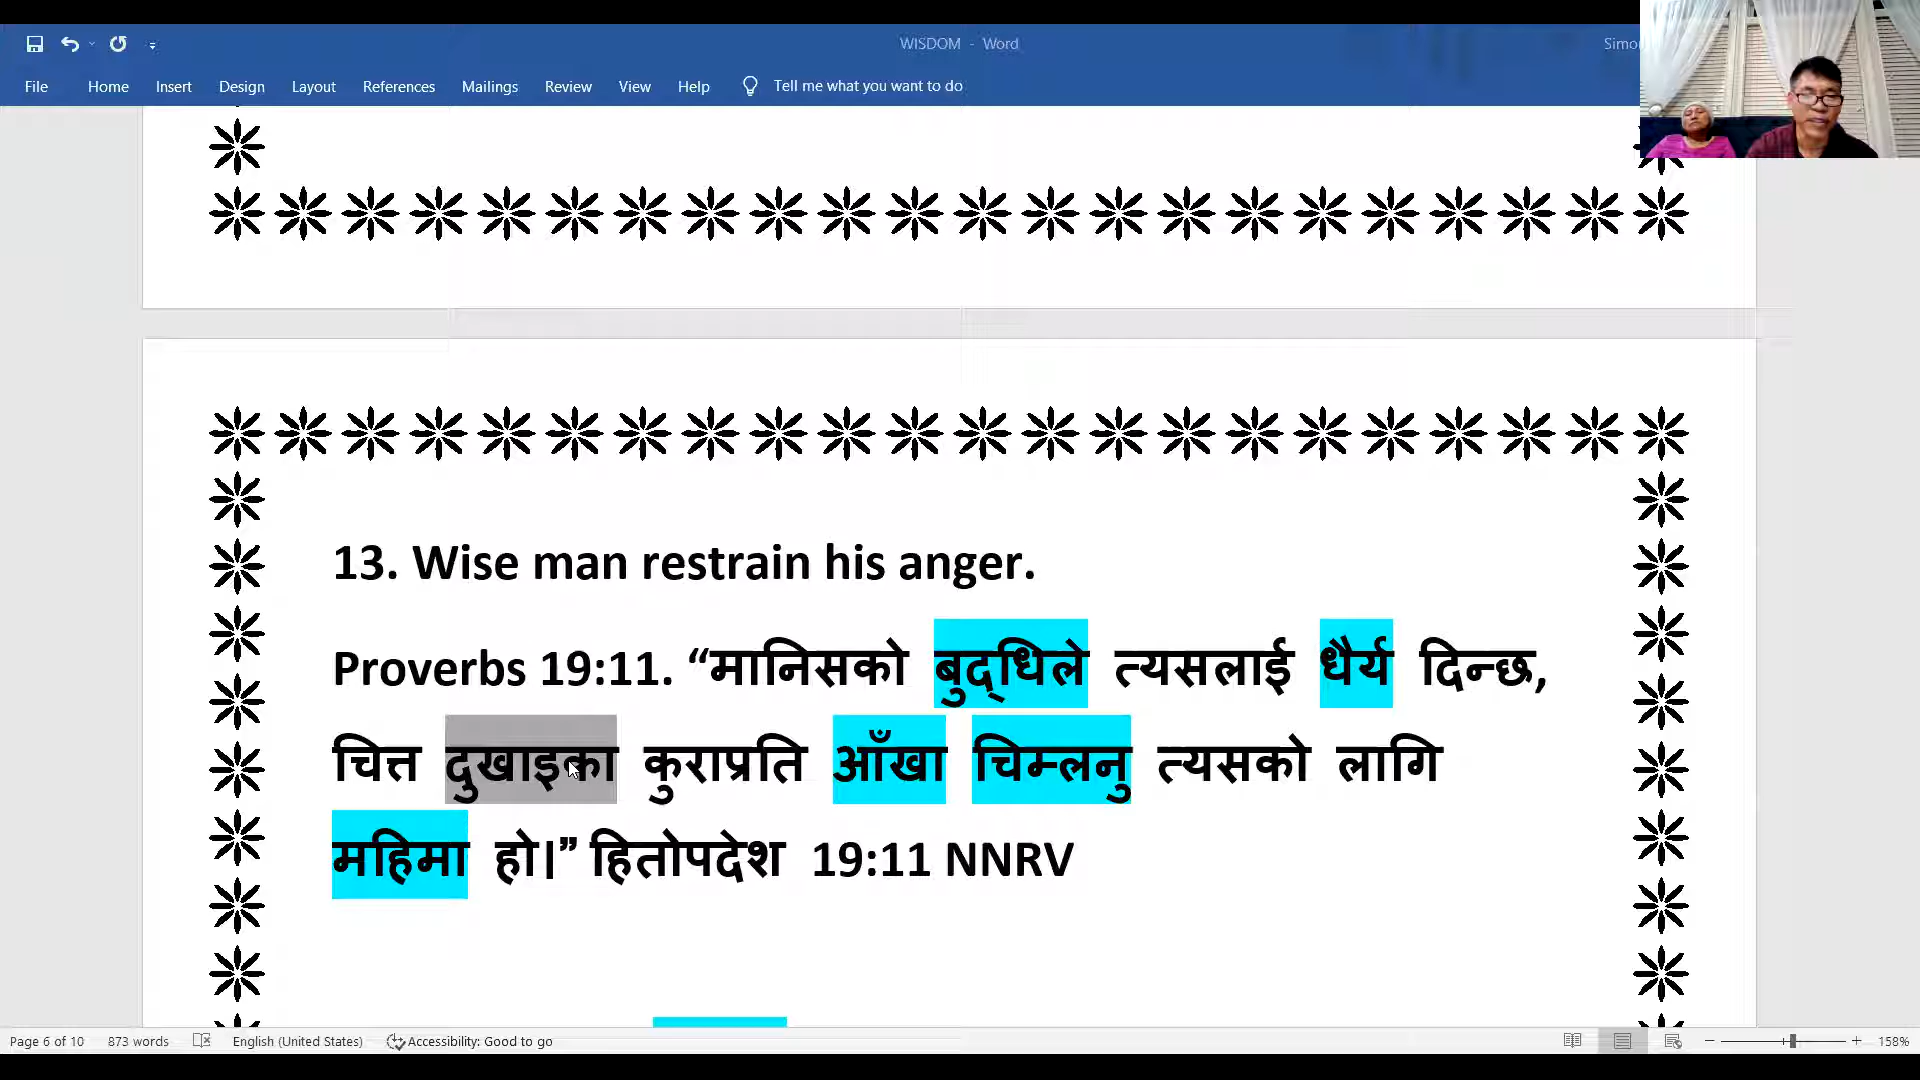 WISDOM - Word
Simo
File Home Insert Design Layout References Mailings Review View Help Tell me what you want to do
13. Wise man restrain his anger.
Proverbs 19:11. “मानिसको बुद्धिले त्यसलाई धैर्य दिन्छ,
चित्त दुखाइका कुराप्रति आँखा चिम्लनु त्यसको लागि
महिमा हो।” हितोपदेश 19:11 NNRV
Page 6 of 10 873 words English (United States) Accessibility: Good to go 158%